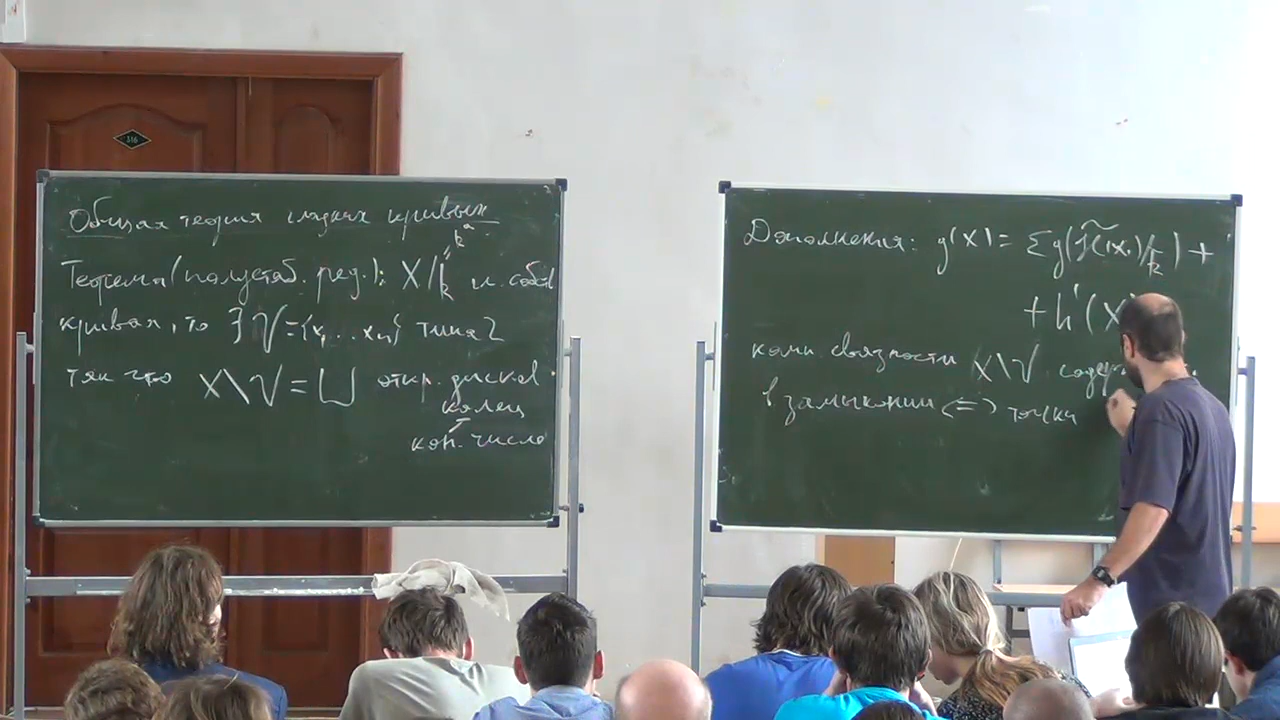 316
Общая теория гладких кривых
k = kᵃ
Теорема (полустаб. ред.): X/k гл. собств
кривая, то ∃ V = {x₁ ... xₙ} типа 2
так что X\V = ⊔ откр. дисков
колец
кон. число
Дополнения: g(X) = Σ g(H̃(xᵢ)/k̃) +
+ h¹(X
комп. связности X\V содерж
в замыкании (=) точки